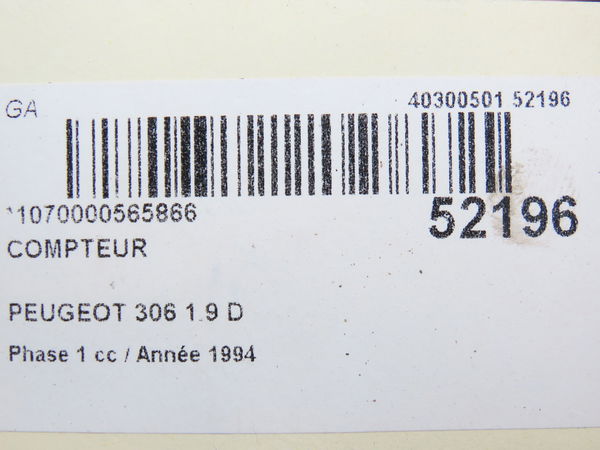 GA 40300501 52196
*1070000565866
52196
COMPTEUR
PEUGEOT 306 1.9 D
Phase 1 cc / Année 1994